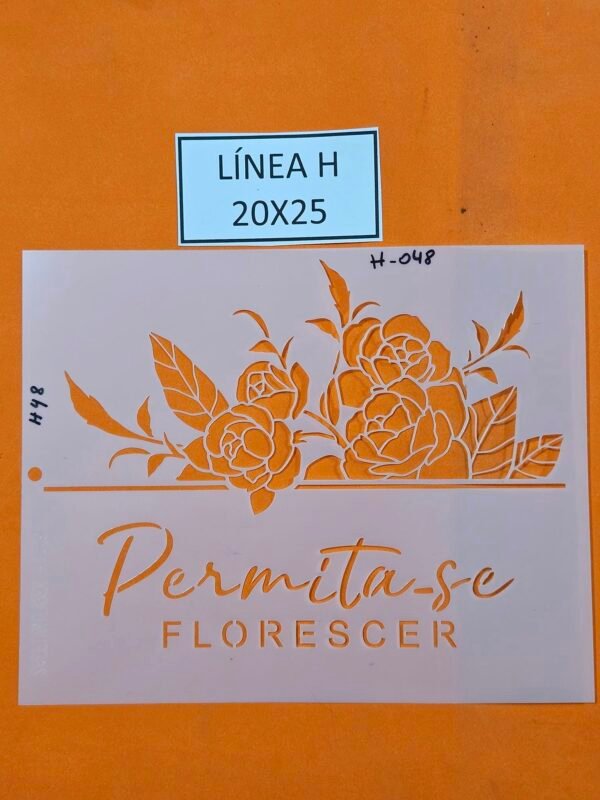 LÍNEA H
20X25
H-048
H48
Permita-se
FLORESCER